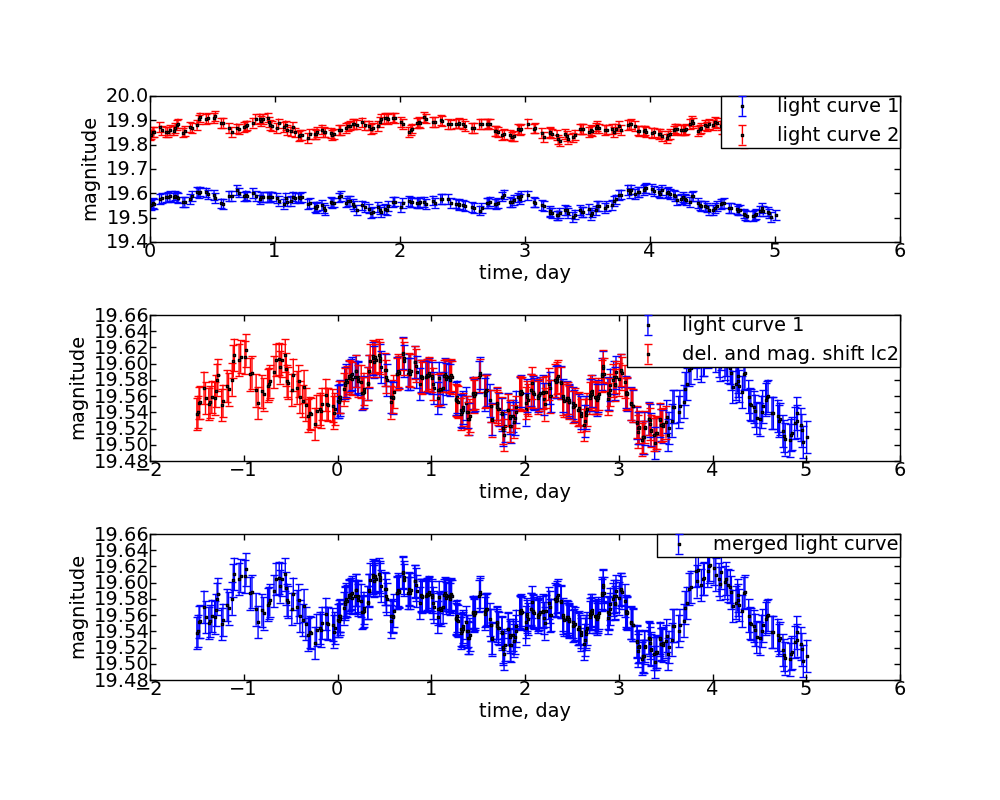 20.0
19.9
19.8
19.7
19.6
19.5
19.4
magnitude
light curve 1
light curve 2
0 1 2 3 4 5 6
time, day
19.66
19.64
19.62
19.60
19.58
19.56
19.54
19.52
19.50
19.48
magnitude
light curve 1
del. and mag. shift lc2
−2 −1 0 1 2 3 4 5 6
time, day
19.66
19.64
19.62
19.60
19.58
19.56
19.54
19.52
19.50
19.48
magnitude
merged light curve
−2 −1 0 1 2 3 4 5 6
time, day